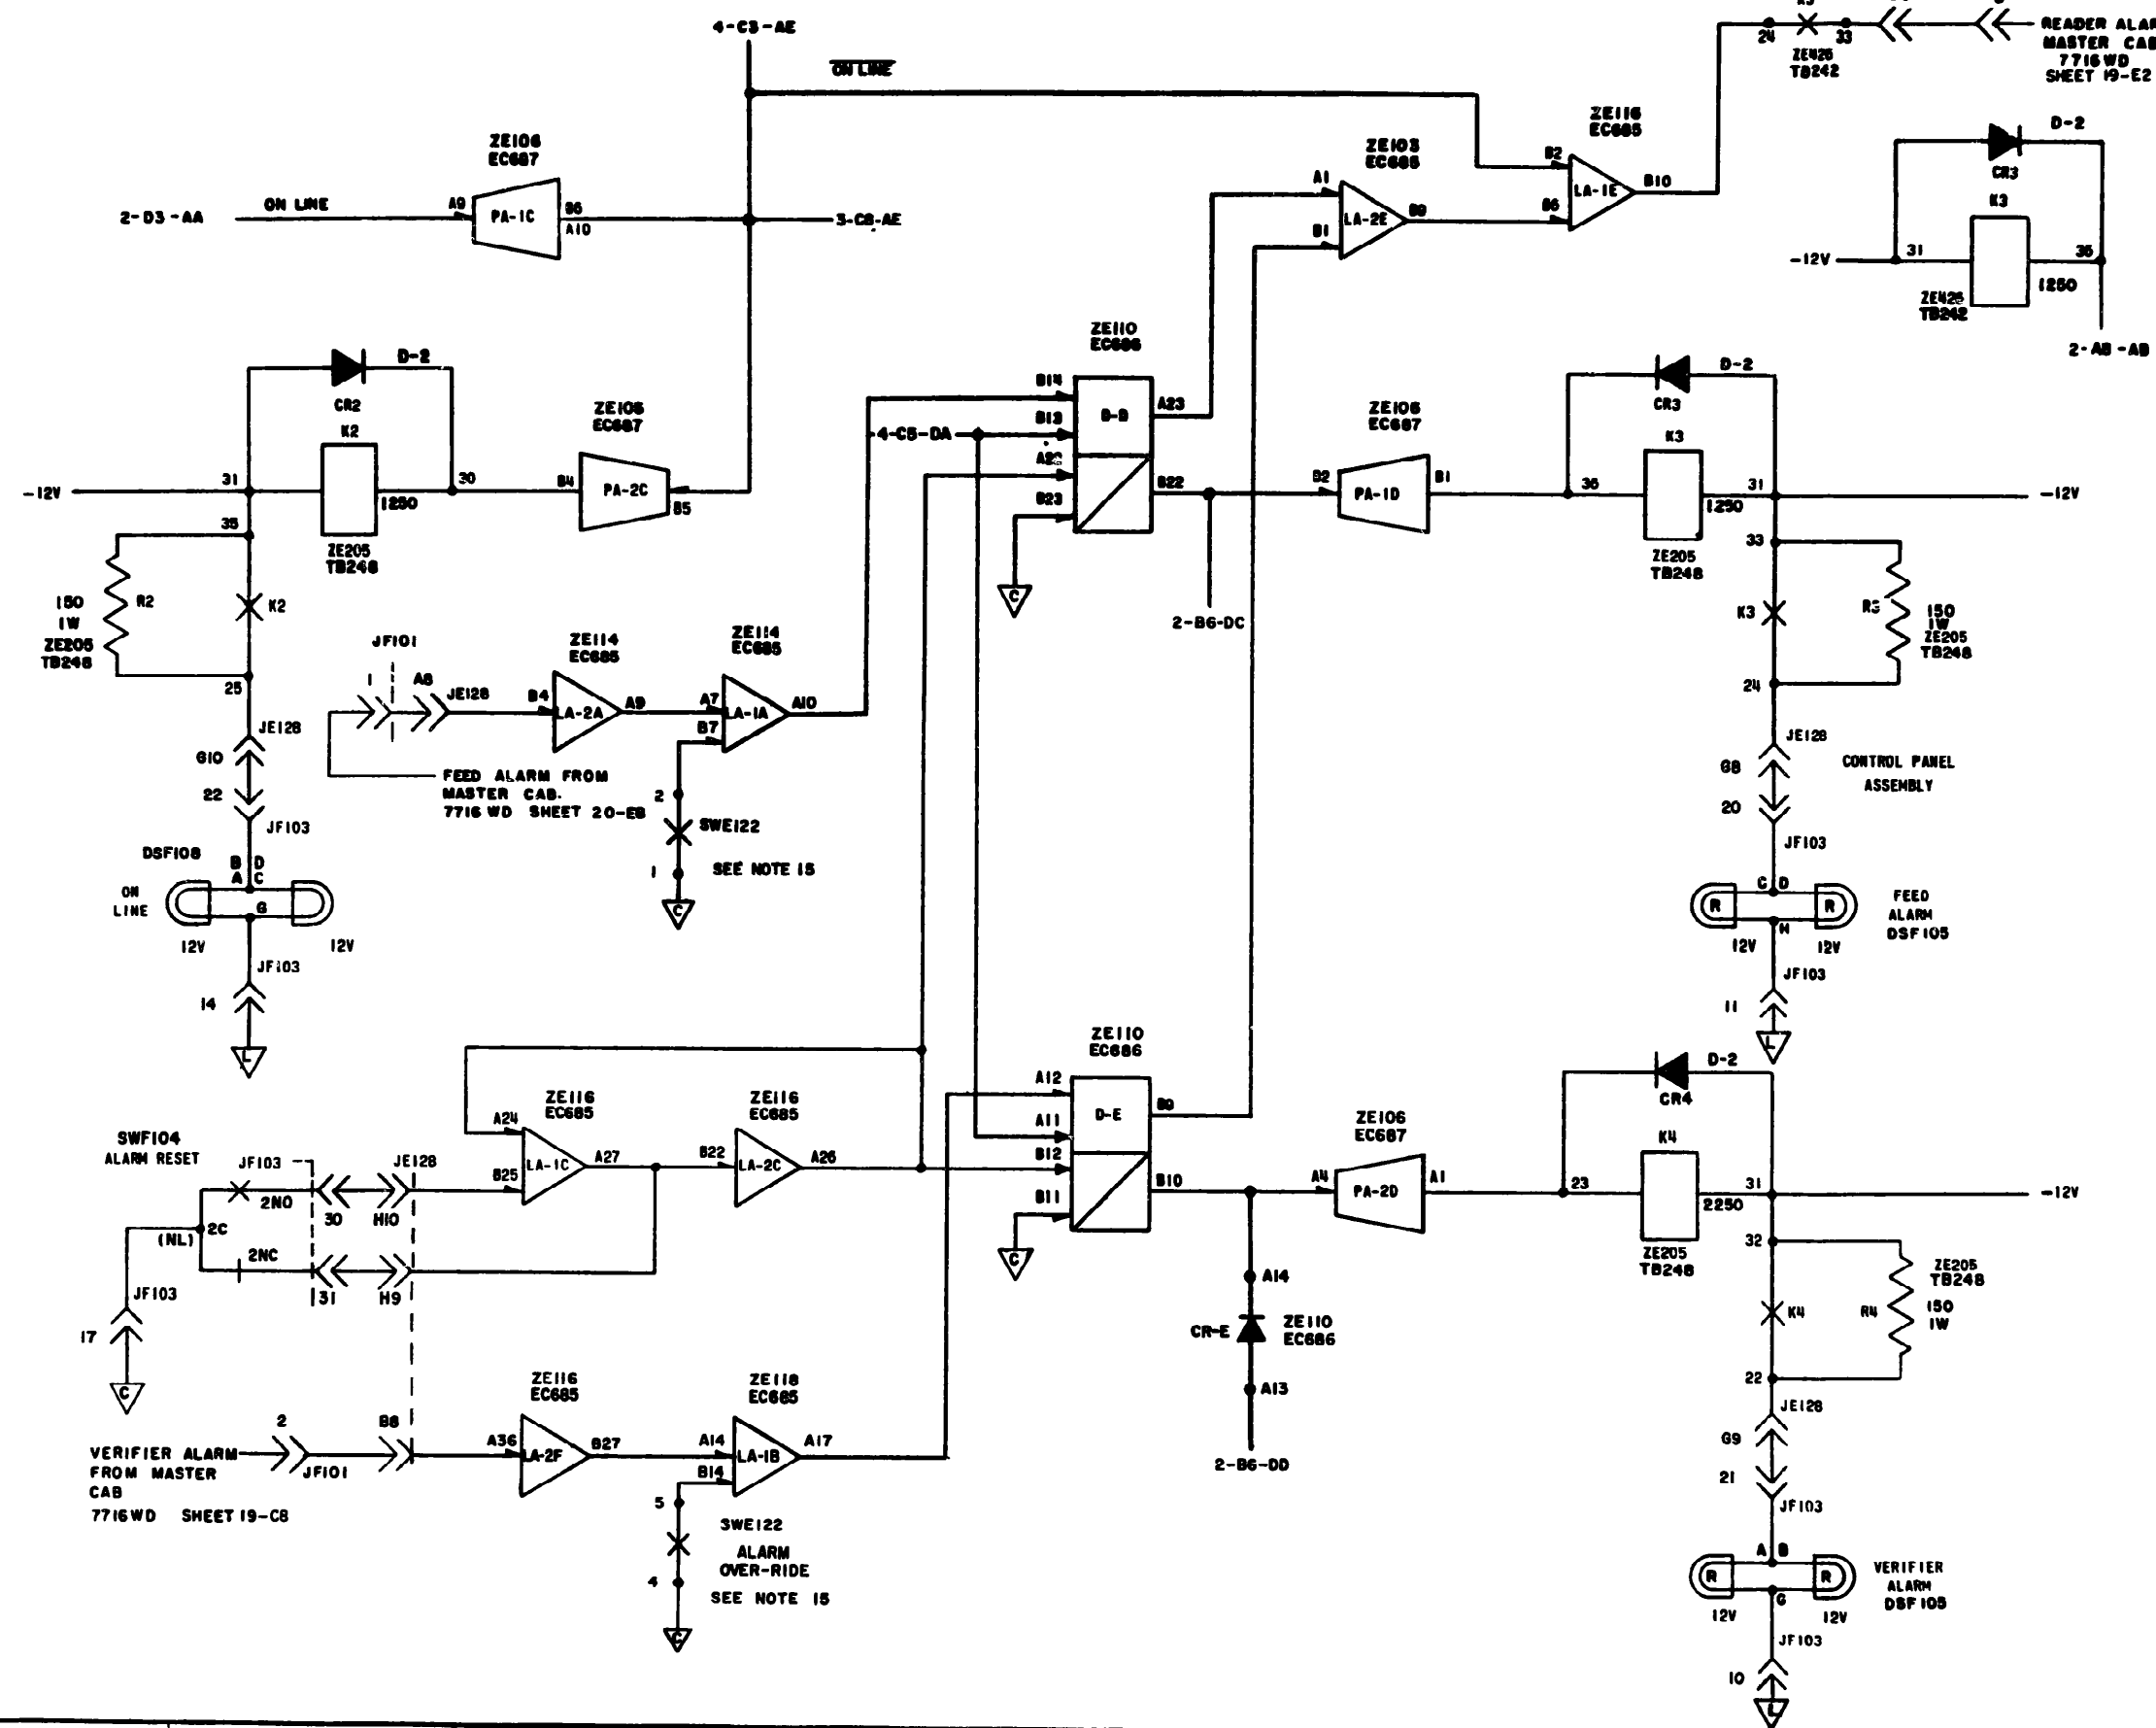 4-C3-AE
ON LINE
24
33
ZE426
TB242
READER ALAR
MASTER CAB
7716 WD
SHEET 19-E2
ZE106
EC687
2-D3-AA
ON LINE
A9
PA-1C
B6
A10
3-C8-AE
ZE103
EC685
A1
B1
LA-2E
B9
ZE116
EC685
B2
B6
LA-1E
B10
D-2
CR3
K3
-12V
31
35
1250
ZE426
TB242
2-A8-AB
D-2
CR2
K2
-12V
31
30
1250
ZE205
TB248
ZE105
EC687
B4
PA-2C
B5
35
150
1W
ZE205
TB248
R2
K2
25
JE128
G10
22
JF103
DSF108
B D
A C
ON
LINE
G
12V
12V
JF103
14
L
JF101
1
A8
JE128
ZE114
EC685
B4
LA-2A
A9
ZE114
EC685
A7
B7
LA-1A
A10
FEED ALARM FROM
MASTER CAB.
7716 WD SHEET 20-E8
2
SWE122
1
SEE NOTE 15
C
ZE110
EC686
B14
4-C5-DA
B13
B23
D-D
A23
B22
C
2-B6-DC
ZE106
EC687
B2
PA-1D
B1
D-2
CR3
K3
36
31
1250
-12V
ZE205
TB248
33
K3
150
1W
ZE205
TB248
24
JE128
G8
20
CONTROL PANEL
ASSEMBLY
JF103
C D
R
R
H
FEED
ALARM
DSF105
12V
12V
JF103
11
L
SWF104
ALARM RESET
JF103
JE128
2NO
30
H10
2C
(NL)
2NC
31
H9
JF103
17
C
ZE116
EC685
A24
B25
LA-1C
A27
ZE116
EC685
B22
LA-2C
A26
ZE110
EC686
A12
A11
B12
B11
D-E
B9
B10
C
A14
CR-E
ZE110
EC686
A13
2-B6-DD
ZE106
EC687
A4
PA-2D
A1
D-2
CR4
K4
23
31
2250
-12V
ZE205
TB248
32
K4
R4
ZE205
TB248
150
1W
22
JE128
G9
21
JF103
A B
R
R
G
VERIFIER
ALARM
DSF105
12V
12V
JF103
10
L
VERIFIER ALARM
FROM MASTER
CAB
7716WD SHEET 19-C8
2
JF101
B8
ZE116
EC685
A36
LA-2F
B27
ZE118
EC685
A14
B14
LA-1B
A17
5
SWE122
ALARM
OVER-RIDE
4
SEE NOTE 15
C